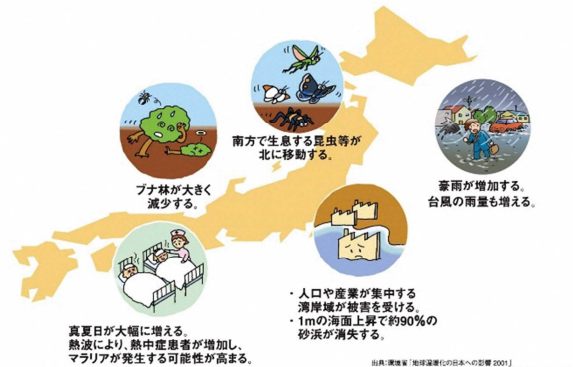 南方で生息する昆虫等が
北に移動する。
ブナ林が大きく
減少する。
豪雨が増加する。
台風の雨量も増える。
・人口や産業が集中する
湾岸域が被害を受ける。
・1mの海面上昇で約90％の
砂浜が消失する。
真夏日が大幅に増える。
熱波により、熱中症患者が増加し、
マラリアが発生する可能性が高まる。
出典：環境省「地球温暖化の日本への影響2001」